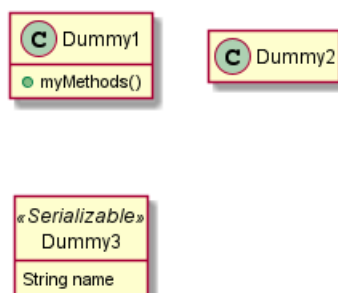 C Dummy1
myMethods()
C Dummy2
«Serializable»
Dummy3
String name